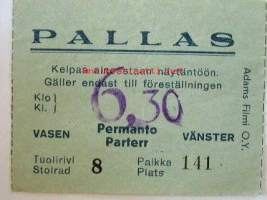 PALLAS
Kelpaa ainoastaan näytäntöön.
Gäller endast till föreställningen
Klo
Kl.
6,30
VASEN Permanto VÄNSTER
Parterr
Tuolirivi 8 Paikka 141
Stolrad Plats
Adams Filmi O.Y.